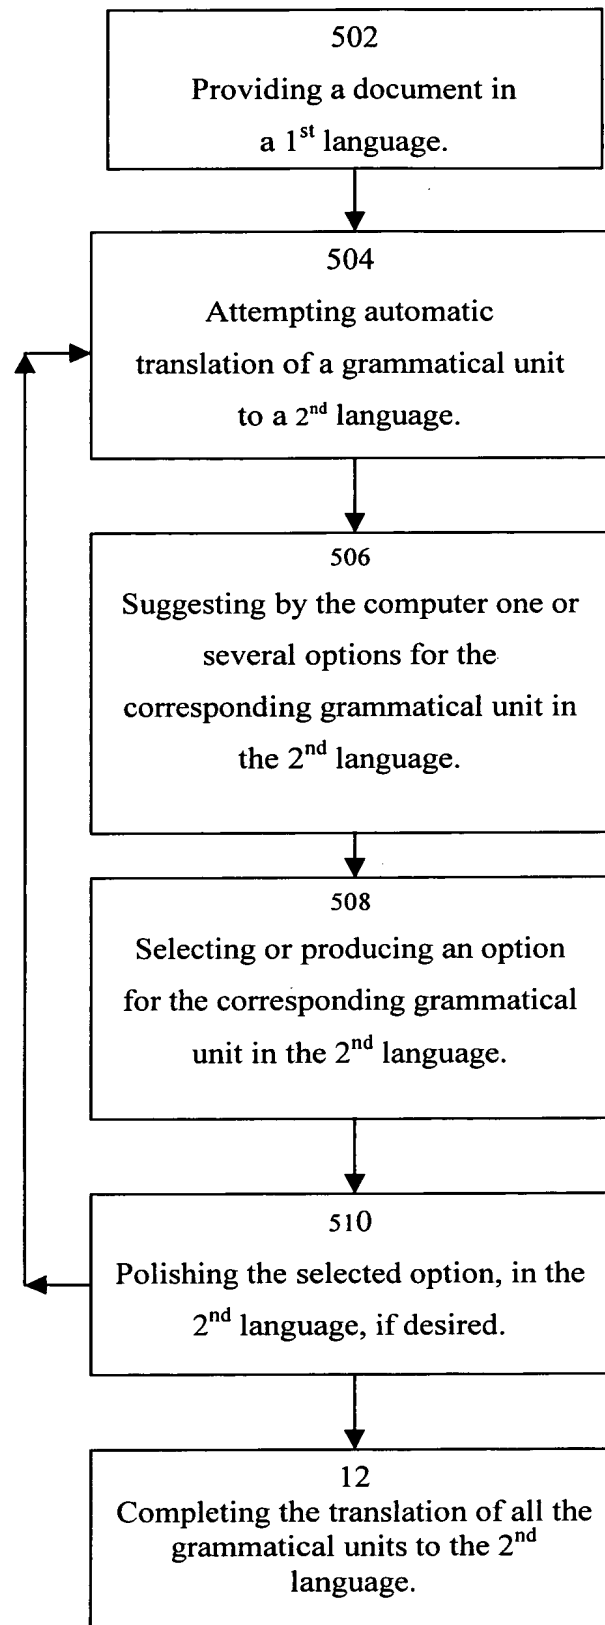 502
Providing a document in
a 1st language.
504
Attempting automatic
translation of a grammatical unit
to a 2nd language.
506
Suggesting by the computer one or
several options for the
corresponding grammatical unit in
the 2nd language.
508
Selecting or producing an option
for the corresponding grammatical
unit in the 2nd language.
510
Polishing the selected option, in the
2nd language, if desired.
12
Completing the translation of all the
grammatical units to the 2nd
language.